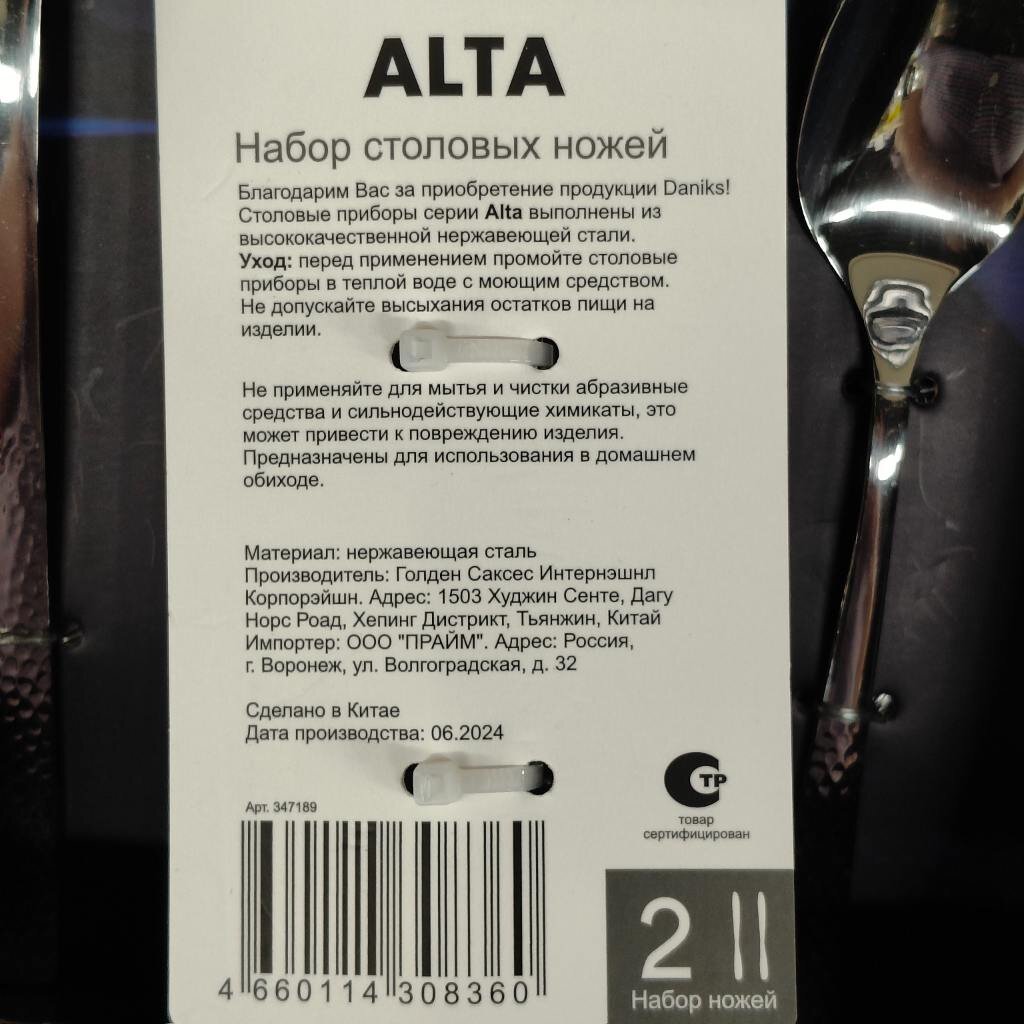 ALTA
Набор столовых ножей
Благодарим Вас за приобретение продукции Daniks!
Столовые приборы серии Alta выполнены из
высококачественной нержавеющей стали.
Уход: перед применением промойте столовые
приборы в теплой воде с моющим средством.
Не допускайте высыхания остатков пищи на
изделии.
Не применяйте для мытья и чистки абразивные
средства и сильнодействующие химикаты, это
может привести к повреждению изделия.
Предназначены для использования в домашнем
обиходе.
Материал: нержавеющая сталь
Производитель: Голден Саксес Интернэшнл
Корпорэйшн. Адрес: 1503 Худжин Сенте, Дагу
Норс Роад, Хепинг Дистрикт, Тьянжин, Китай
Импортер: ООО "ПРАЙМ". Адрес: Россия,
г. Воронеж, ул. Волгоградская, д. 32
Сделано в Китае
Дата производства: 06.2024
Арт. 347189
4 660114 308360
СТР
товар
сертифицирован
2
Набор ножей